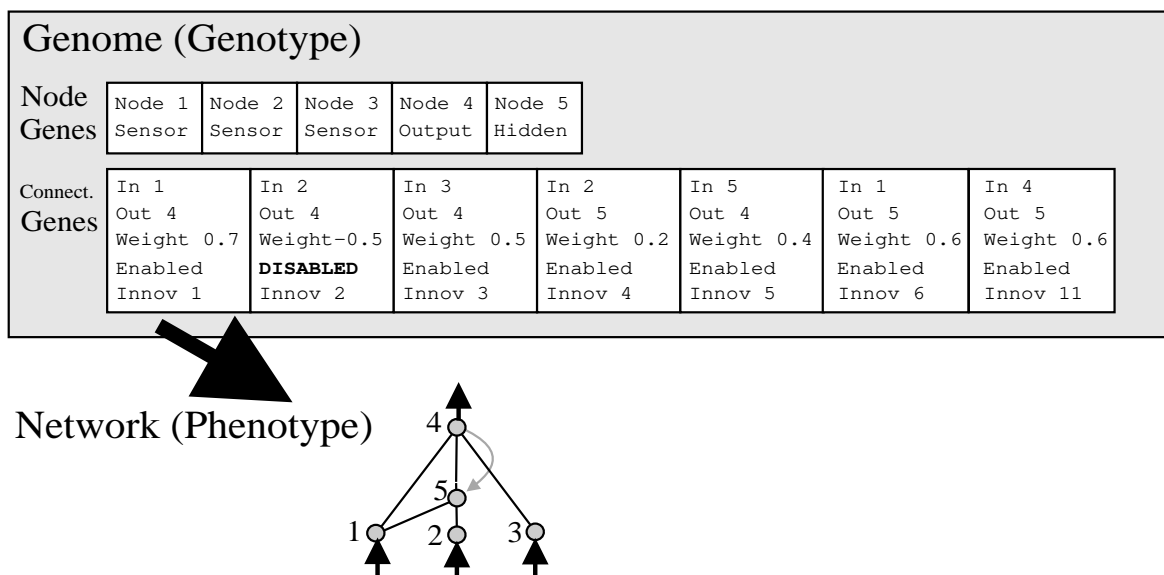 Genome (Genotype)
Node Genes
Node 1 Node 2 Node 3 Node 4 Node 5
Sensor Sensor Sensor Output Hidden
Connect. Genes
In 1 In 2 In 3 In 2 In 5 In 1 In 4
Out 4 Out 4 Out 4 Out 5 Out 4 Out 5 Out 5
Weight 0.7 Weight-0.5 Weight 0.5 Weight 0.2 Weight 0.4 Weight 0.6 Weight 0.6
Enabled DISABLED Enabled Enabled Enabled Enabled Enabled
Innov 1 Innov 2 Innov 3 Innov 4 Innov 5 Innov 6 Innov 11
Network (Phenotype)
4
5
1 2 3